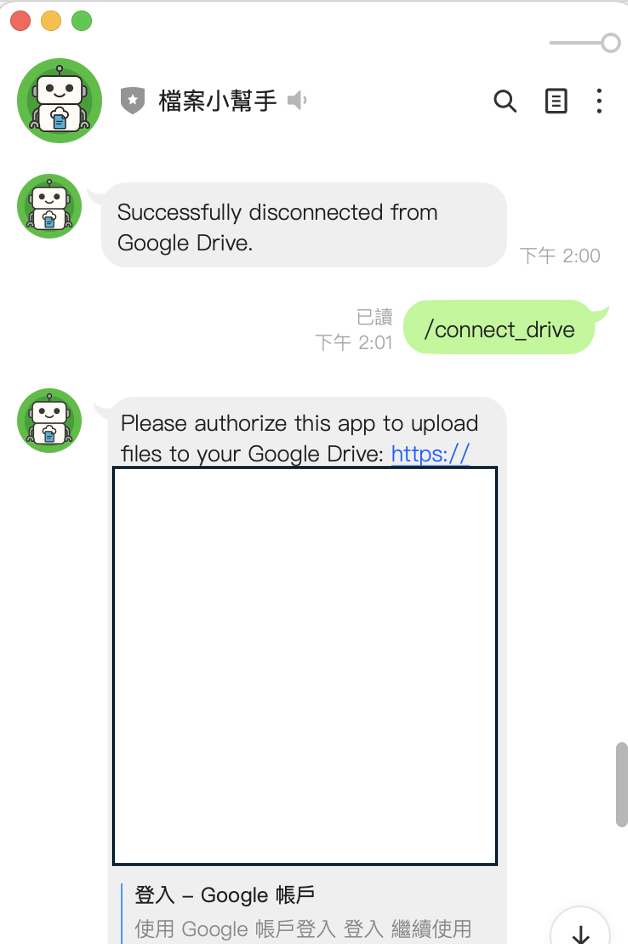 檔案小幫手
Successfully disconnected from
Google Drive.
下午 2:00
已讀
下午 2:01
/connect_drive
Please authorize this app to upload
files to your Google Drive: https://
登入 – Google 帳戶
使用 Google 帳戶登入 登入 繼續使用